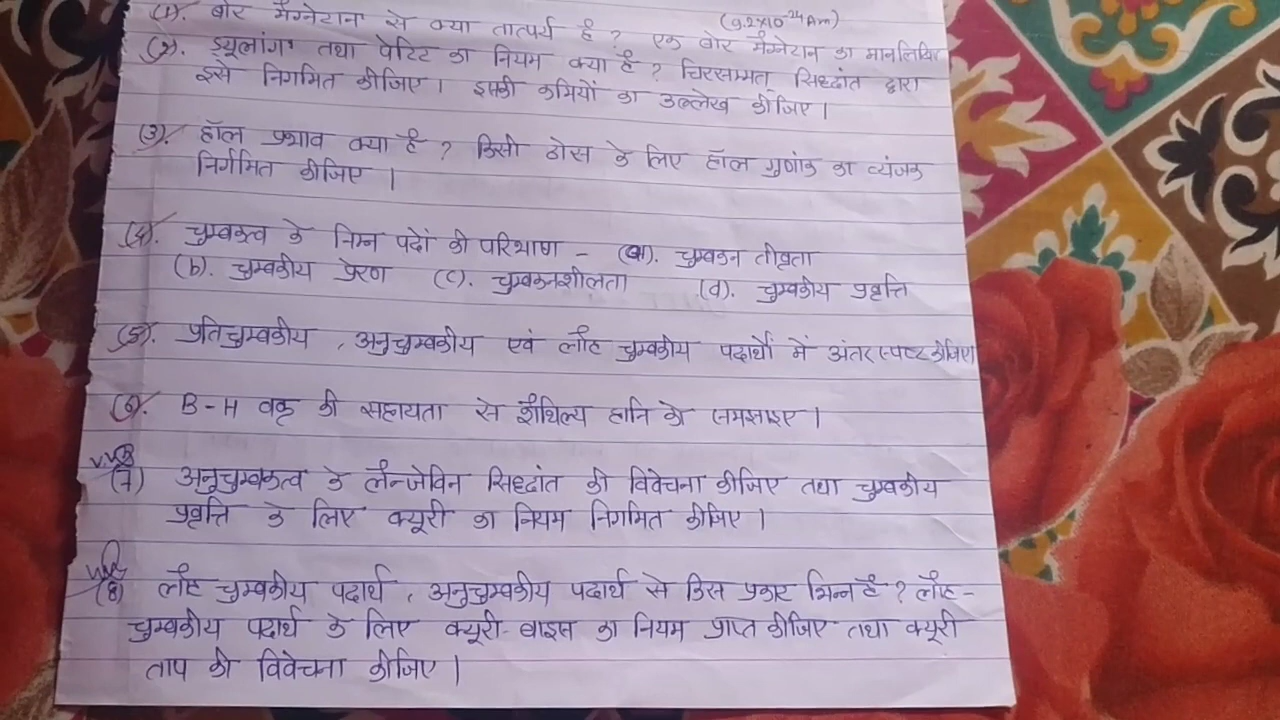 (1). बोर मैग्नेटान से क्या तात्पर्य है ? एक बोर मैग्नेटान का मान लिखिए (9.2×10⁻²⁴Am)
(2). ड्यूलांग तथा पेटिट का नियम क्या है ? चिरसम्मत सिद्धांत द्वारा
इसे निगमित कीजिए। इसकी कमियों का उल्लेख कीजिए।
(3). हॉल प्रभाव क्या है ? किसी ठोस के लिए हॉल गुणांक का व्यंजक
निर्गमित कीजिए ।
(4). चुम्बकत्व के निम्न पदों की परिभाषा - (a). चुम्बकन तीव्रता
(b). चुम्बकीय प्रेरण (c). चुम्बकनशीलता (d). चुम्बकीय प्रवृत्ति
(5). प्रतिचुम्बकीय , अनुचुम्बकीय एवं लौह चुम्बकीय पदार्थों में अंतर स्पष्ट कीजिए
(6). B-H वक्र की सहायता से शैथिल्य हानि को समझाइए ।
(7) अनुचुम्बकत्व के लैन्जेविन सिद्धांत की विवेचना कीजिए तथा चुम्बकीय
प्रवृत्ति के लिए क्यूरी का नियम निगमित कीजिए ।
(8) लौह चुम्बकीय पदार्थ , अनुचुम्बकीय पदार्थ से किस प्रकार भिन्न है ? लौह-
चुम्बकीय पदार्थ के लिए क्यूरी-वाइस का नियम प्राप्त कीजिए तथा क्यूरी
ताप की विवेचना कीजिए ।